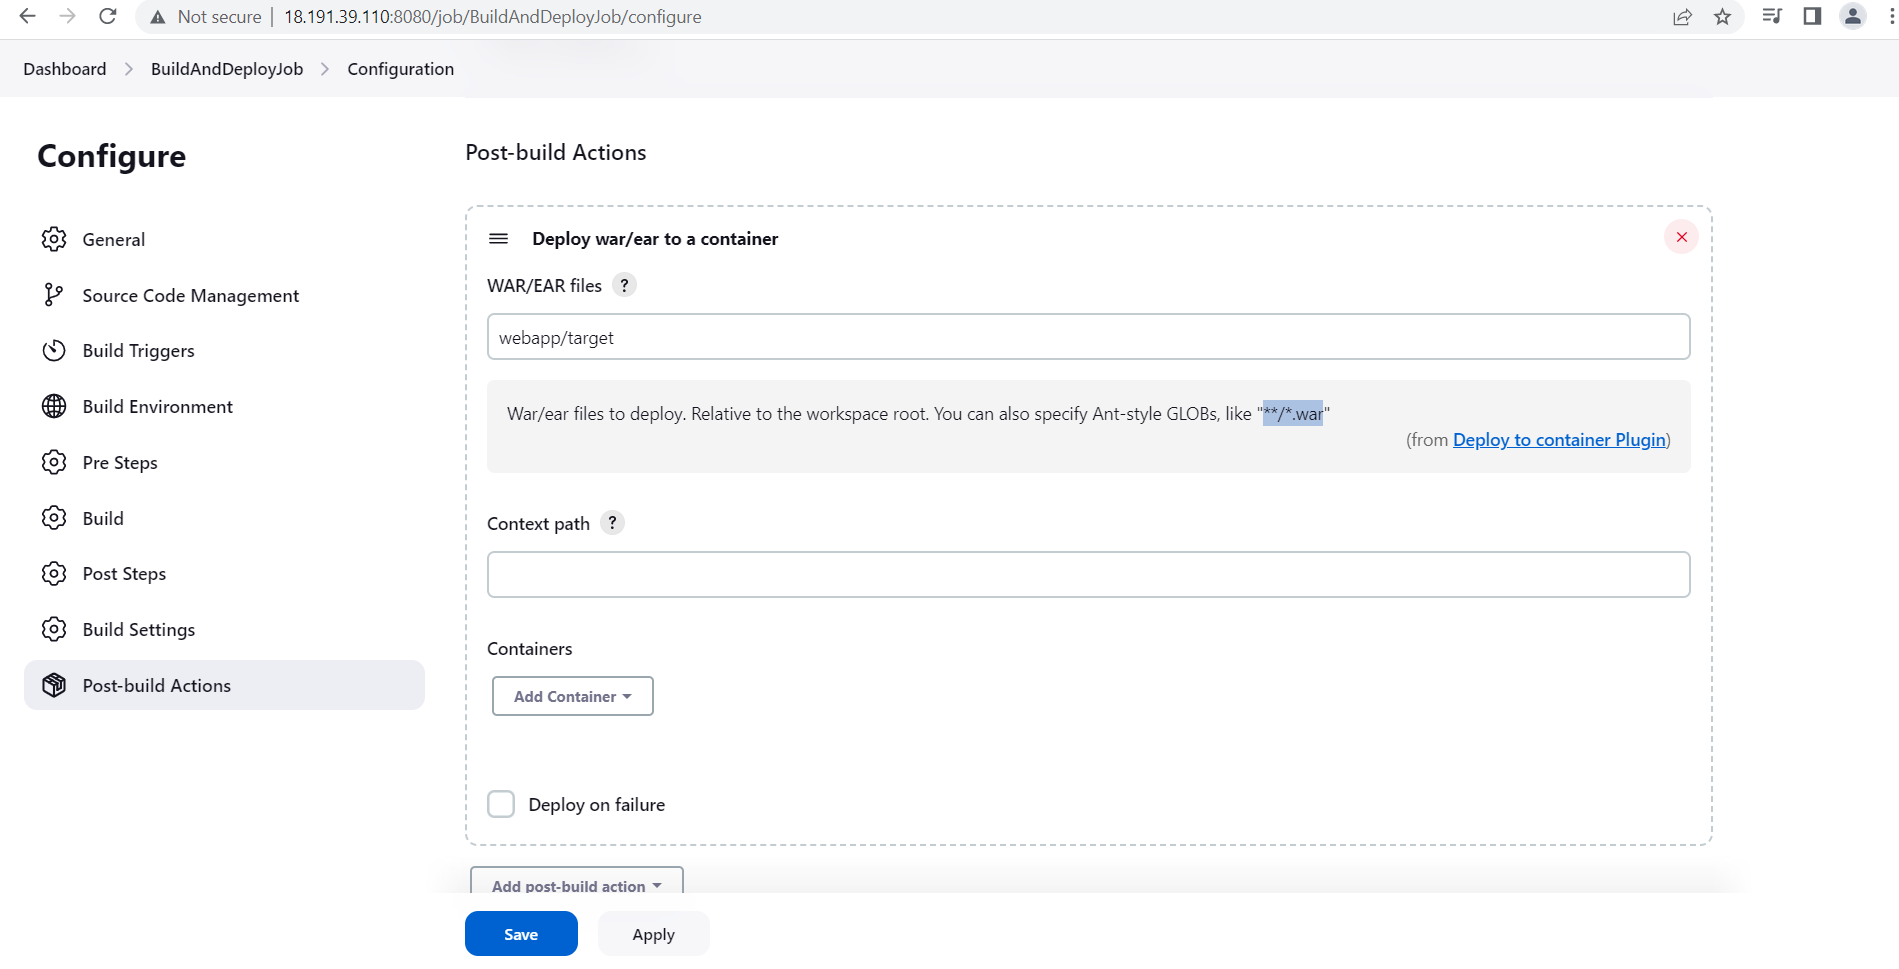 Not secure | 18.191.39.110:8080/job/BuildAndDeployJob/configure
Dashboard > BuildAndDeployJob > Configuration
Configure
General
Source Code Management
Build Triggers
Build Environment
Pre Steps
Build
Post Steps
Build Settings
Post-build Actions
Post-build Actions
Deploy war/ear to a container
WAR/EAR files ?
webapp/target
War/ear files to deploy. Relative to the workspace root. You can also specify Ant-style GLOBs, like "**/*.war"
(from Deploy to container Plugin)
Context path ?
Containers
Add Container
Deploy on failure
Add post-build action
Save
Apply